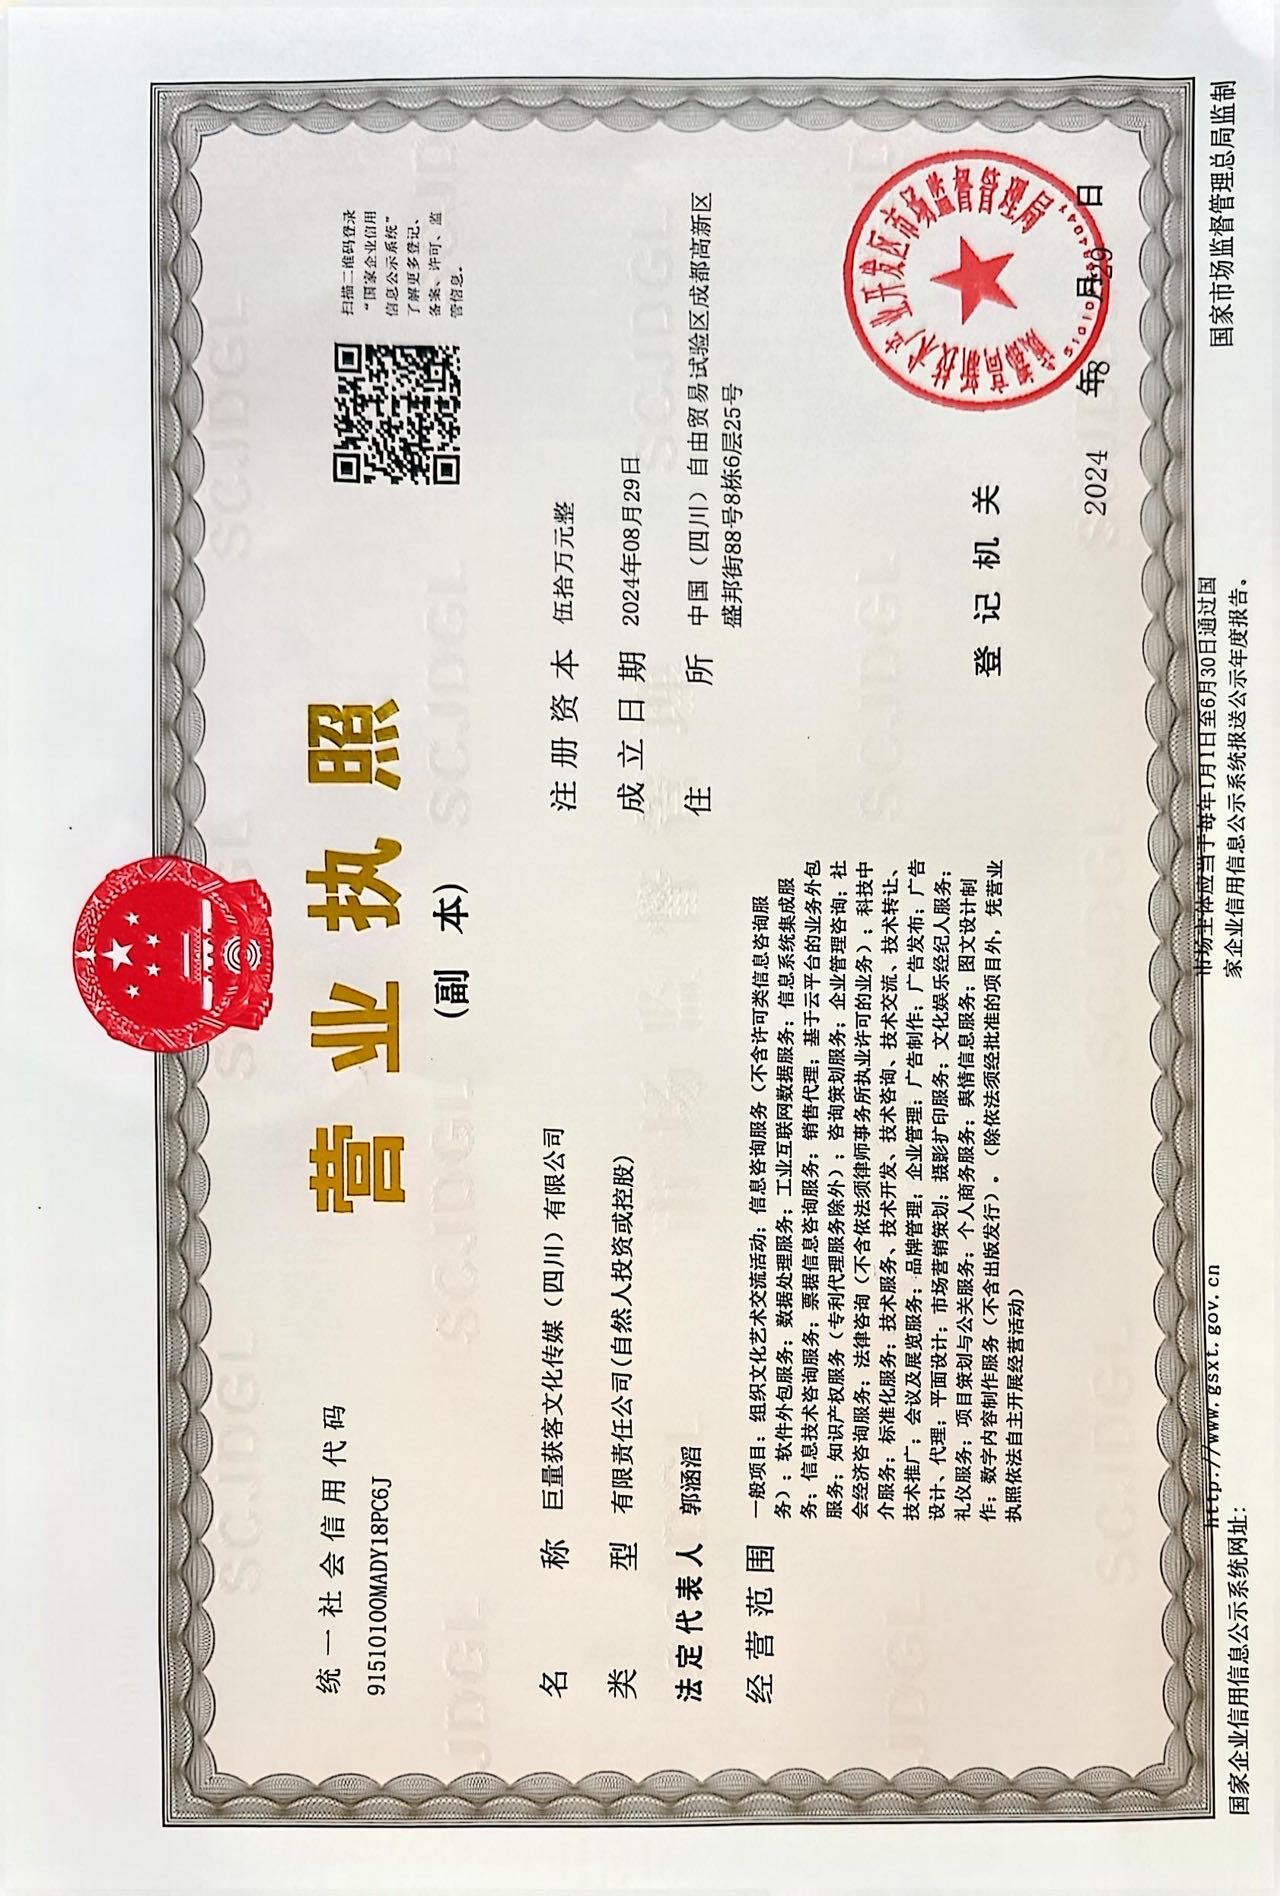 统一社会信用代码
91510100MADY18PC6J
营业执照
(副 本)
扫描二维码登录
“国家企业信用
信息公示系统”
了解更多登记、
备案、许可、监
管信息。
名 称 巨量获客文化传媒（四川）有限公司
类 型 有限责任公司(自然人投资或控股)
法定代表人 郭涵滔
经营范围 一般项目：组织文化艺术交流活动；信息咨询服务（不含许可类信息咨询服
务）；软件外包服务；数据处理服务；工业互联网数据服务；信息系统集成服
务；信息技术咨询服务；票据信息咨询服务；销售代理；基于云平台的业务外包
服务；知识产权服务（专利代理服务除外）；咨询策划服务；企业管理咨询；社
会经济咨询服务；法律咨询（不含依法须律师事务所执业许可的业务）；科技中
介服务；标准化服务；技术服务、技术开发、技术咨询、技术交流、技术转让、
技术推广；会议及展览服务；品牌管理；企业管理；广告制作；广告发布；广告
设计、代理；平面设计；市场营销策划；摄影扩印服务；文化娱乐经纪人服务；
礼仪服务；项目策划与公关服务；个人商务服务；舆情信息服务；图文设计制
作；数字内容制作服务（不含出版发行）。（除依法须经批准的项目外，凭营业
执照依法自主开展经营活动）
注册资本 伍拾万元整
成立日期 2024年08月29日
住 所 中国（四川）自由贸易试验区成都高新区
盛邦街88号8栋6层25号
登记机关
成都高新技术产业开发区市场监督管理局
2024 年 8 月 29 日
国家企业信用信息公示系统网址：
http://www.gsxt.gov.cn
市场主体应当于每年1月1日至6月30日通过国
家企业信用信息公示系统报送公示年度报告。
国家市场监督管理总局监制